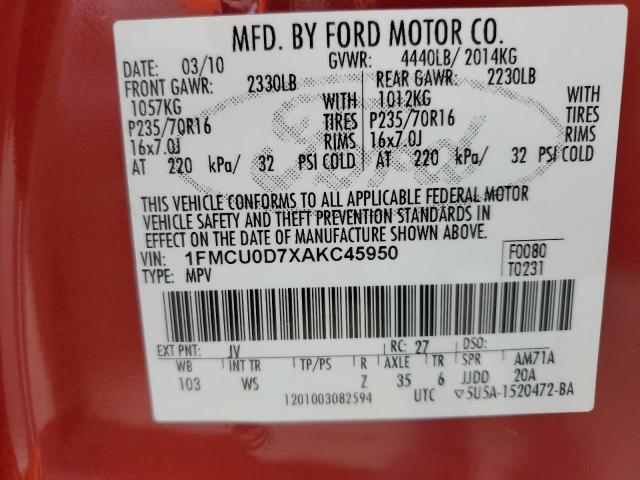 MFD. BY FORD MOTOR CO.
DATE: 03/10 GVWR: 4440LB/ 2014KG
FRONT GAWR: 2330LB REAR GAWR: 2230LB
1057KG WITH 1012KG WITH
P235/70R16 TIRES P235/70R16 TIRES
16x7.0J RIMS 16x7.0J RIMS
AT 220 kPa/ 32 PSI COLD AT 220 kPa/ 32 PSI COLD
Ford
THIS VEHICLE CONFORMS TO ALL APPLICABLE FEDERAL MOTOR
VEHICLE SAFETY AND THEFT PREVENTION STANDARDS IN
EFFECT ON THE DATE OF MANUFACTURE SHOWN ABOVE.
VIN: 1FMCU0D7XAKC45950 F0080
TYPE: MPV T0231
EXT PNT: JV RC: 27 DSO:
WB INT TR TP/PS R AXLE TR SPR AM71A
103 WS Z 35 6 JJDD 20A
1201003082594 UTC ▽5U5A-1520472-BA